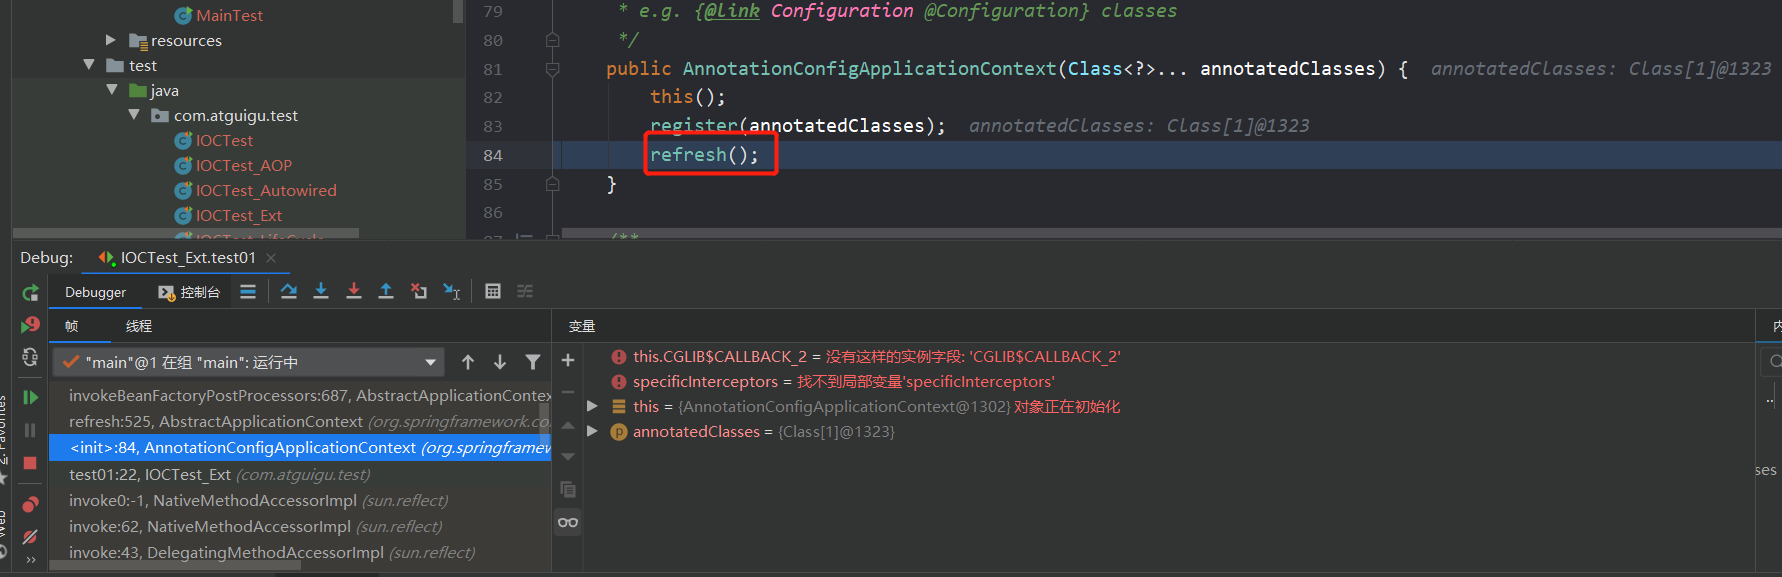 MainTest
resources
test
java
com.atguigu.test
IOCTest
IOCTest_AOP
IOCTest_Autowired
IOCTest_Ext
IOCTest_LifeCycle
79 * e.g. {@link Configuration @Configuration} classes
80 */
81 public AnnotationConfigApplicationContext(Class<?>... annotatedClasses) { annotatedClasses: Class[1]@1323
82 this();
83 register(annotatedClasses); annotatedClasses: Class[1]@1323
84 refresh();
85 }
86
87 /**
Debug: IOCTest_Ext.test01
Debugger 控制台
帧 线程
"main"@1 在组 "main": 运行中
invokeBeanFactoryPostProcessors:687, AbstractApplicationContex
refresh:525, AbstractApplicationContext (org.springframework.co
<init>:84, AnnotationConfigApplicationContext (org.springframew
test01:22, IOCTest_Ext (com.atguigu.test)
invoke0:-1, NativeMethodAccessorImpl (sun.reflect)
invoke:62, NativeMethodAccessorImpl (sun.reflect)
invoke:43, DelegatingMethodAccessorImpl (sun.reflect)
变量
this.CGLIB$CALLBACK_2 = 没有这样的实例字段: 'CGLIB$CALLBACK_2'
specificInterceptors = 找不到局部变量'specificInterceptors'
this = {AnnotationConfigApplicationContext@1302} 对象正在初始化
annotatedClasses = {Class[1]@1323}
ses